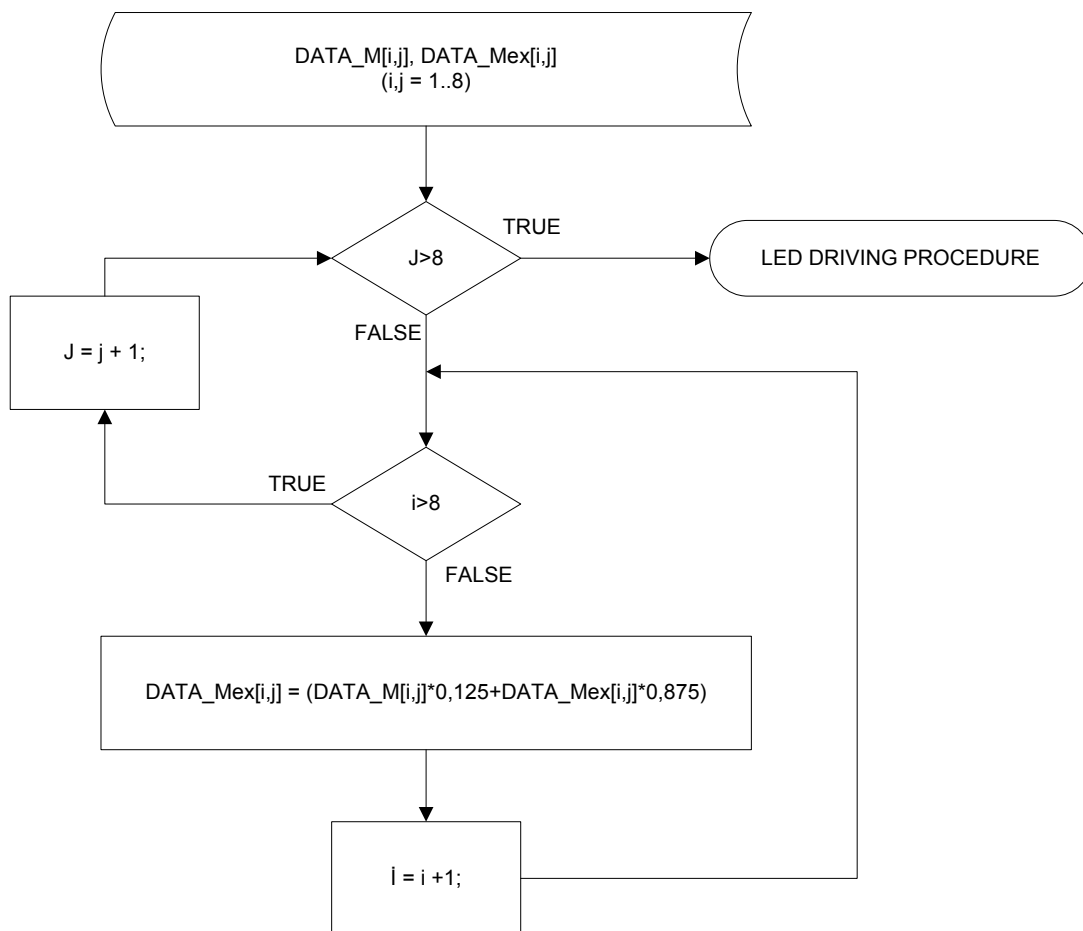 DATA_M[i,j], DATA_Mex[i,j]
(i,j = 1..8)
TRUE
J>8
LED DRIVING PROCEDURE
FALSE
J = j + 1;
TRUE
i>8
FALSE
DATA_Mex[i,j] = (DATA_M[i,j]*0,125+DATA_Mex[i,j]*0,875)
İ = i +1;